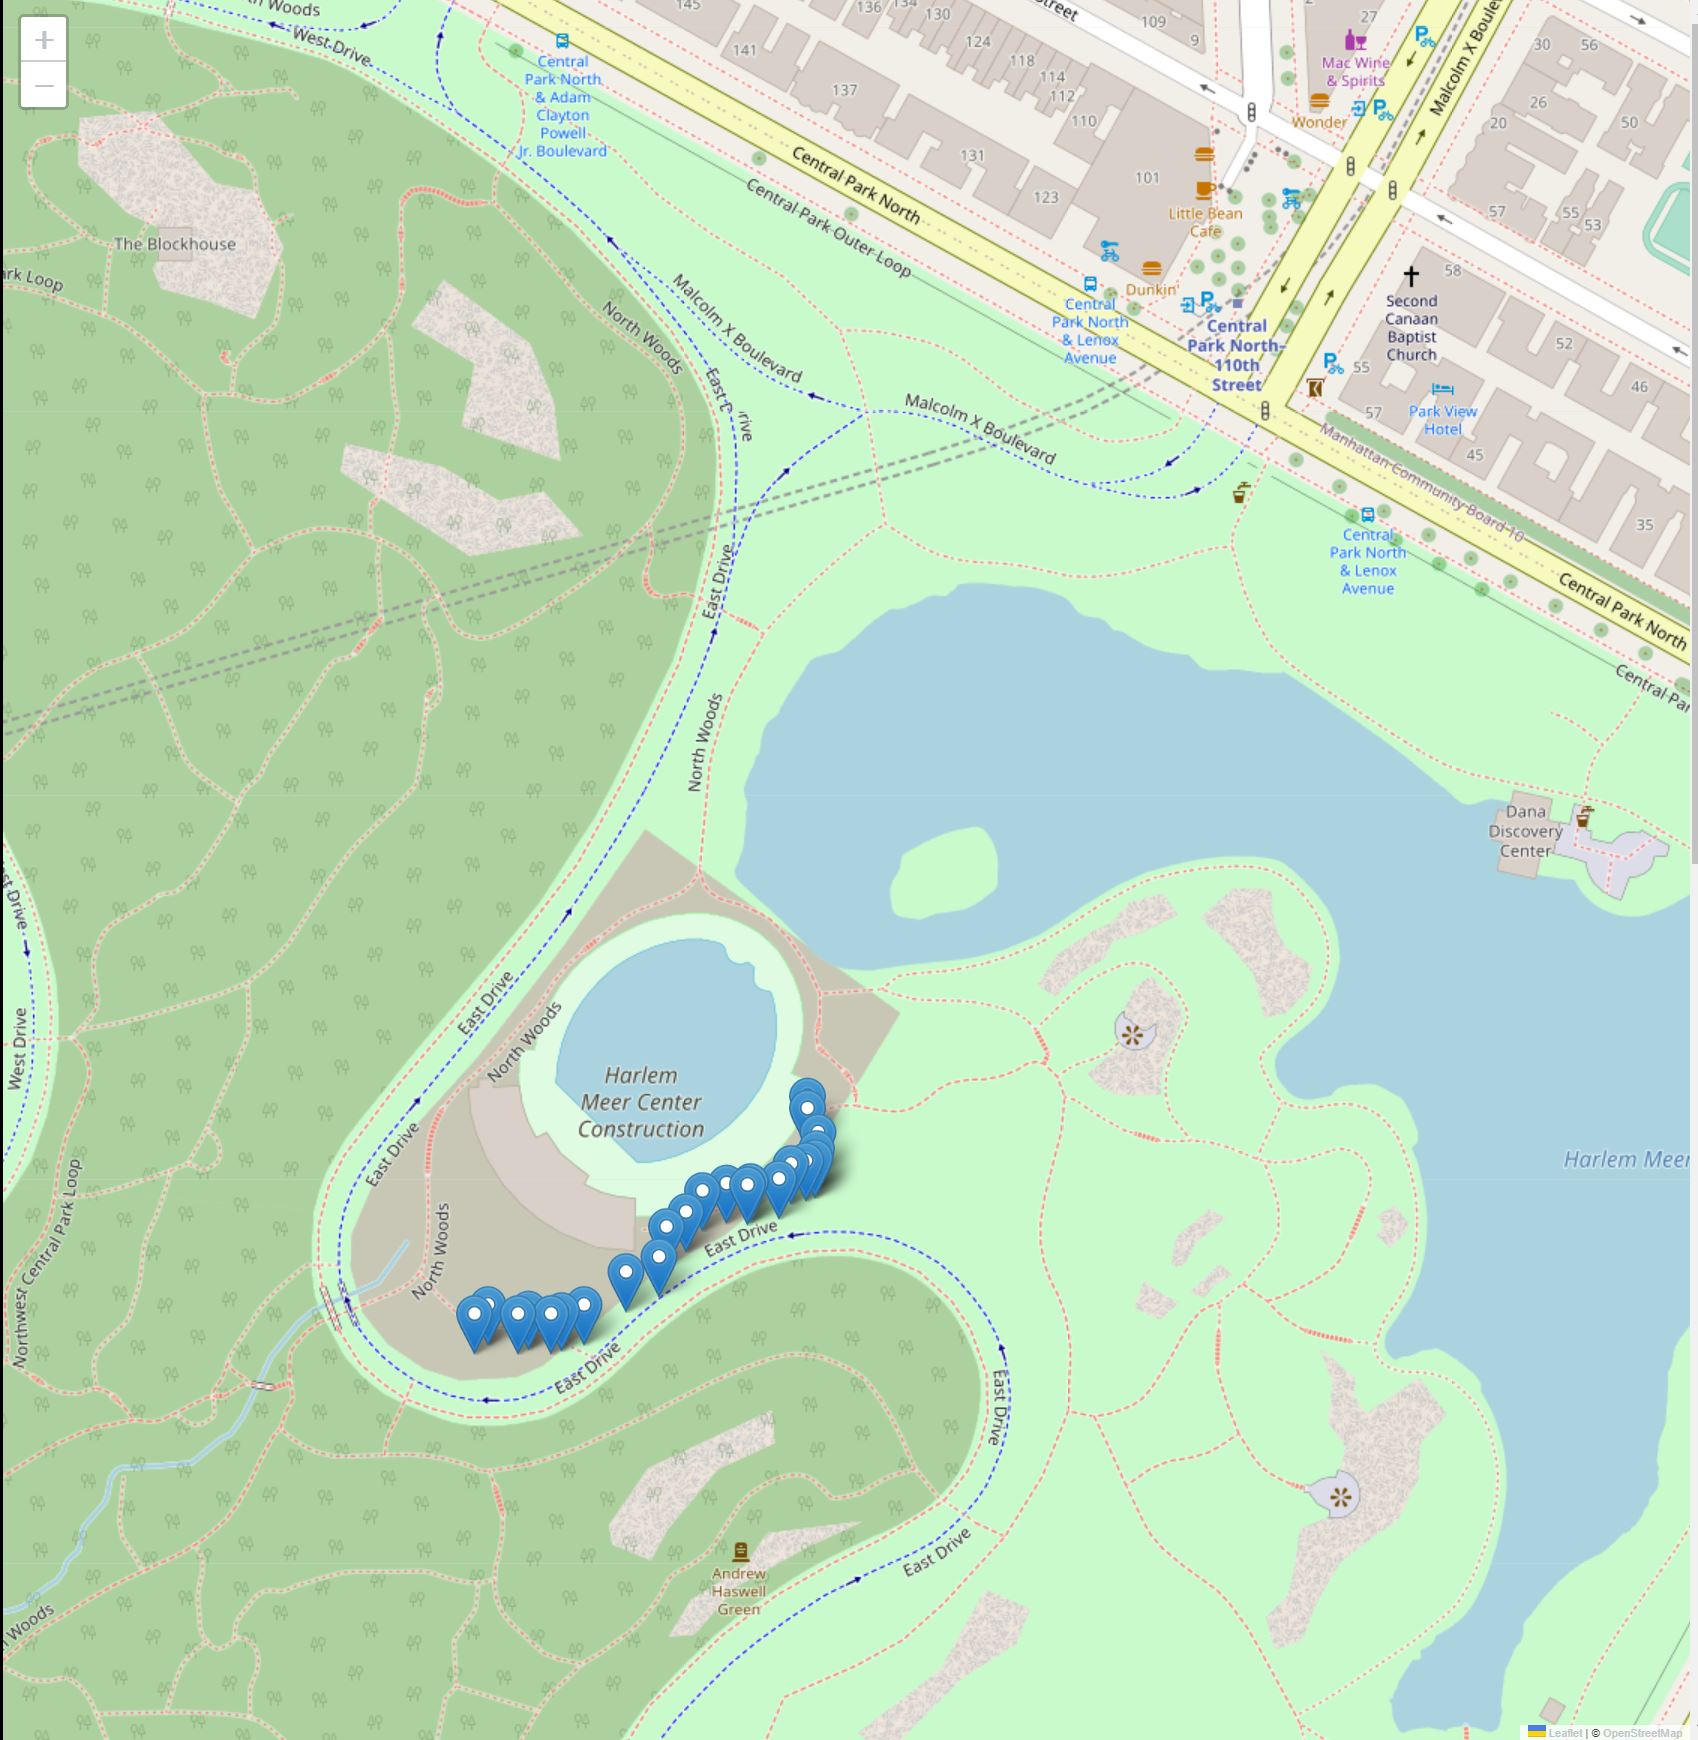 th Woods
West Drive
145
136
134
130
Street
109
9
2
27
141
124
118
114
112
110
137
131
123
101
Mac Wine
& Spirits
Wonder
Malcolm X Boulev
30
56
26
20
50
57
55
53
Central
Park North
& Adam
Clayton
Powell
Jr. Boulevard
Central Park North
Central Park Outer Loop
Little Bean
Cafe
Dunkin'
The Blockhouse
ark Loop
North Woods
Malcolm X Boulevard
East D
rive
Central
Park North
& Lenox
Avenue
Central
Park North–
110th
Street
58
Second
Canaan
Baptist
Church
52
55
46
57
Park View
Hotel
45
35
Malcolm X Boulevard
Manhattan Community Board 10
Central
Park North
& Lenox
Avenue
Central Park North
Central Par
East Drive
North Woods
Dana
Discovery
Center
st Drive
West Drive
East Drive
North Woods
Harlem
Meer Center
Construction
East Drive
Harlem Meer
Northwest Central Park Loop
North Woods
East Drive
East Drive
East Drive
East Drive
Andrew
Haswell
Green
n Woods
Leaflet | © OpenStreetMap